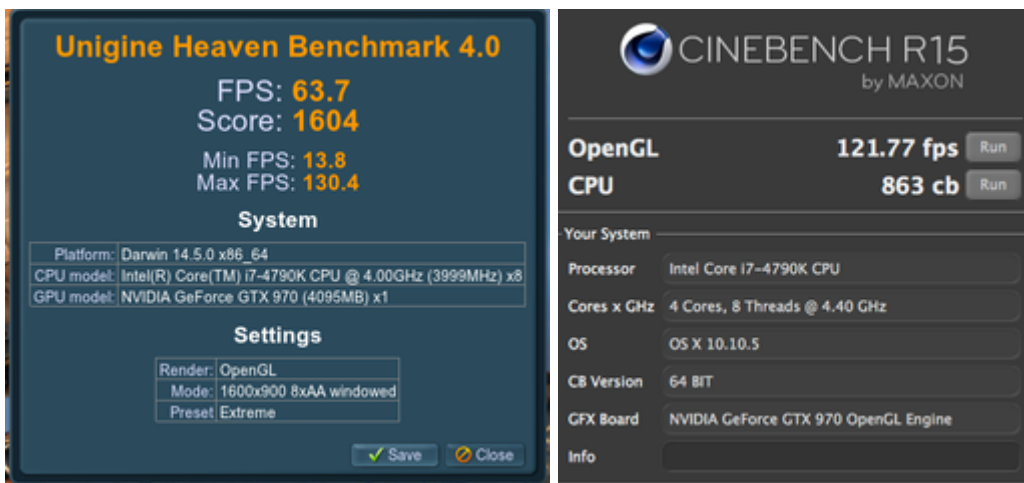 Unigine Heaven Benchmark 4.0
FPS: 63.7
Score: 1604
Min FPS: 13.8
Max FPS: 130.4
System
Platform: Darwin 14.5.0 x86_64
CPU model: Intel(R) Core(TM) i7-4790K CPU @ 4.00GHz (3999MHz) x8
GPU model: NVIDIA GeForce GTX 970 (4095MB) x1
Settings
Render: OpenGL
Mode: 1600x900 8xAA windowed
Preset Extreme
Save
Close
CINEBENCH R15
by MAXON
OpenGL 121.77 fps Run
CPU 863 cb Run
Your System
Processor Intel Core i7-4790K CPU
Cores x GHz 4 Cores, 8 Threads @ 4.40 GHz
OS OS X 10.10.5
CB Version 64 BIT
GFX Board NVIDIA GeForce GTX 970 OpenGL Engine
Info